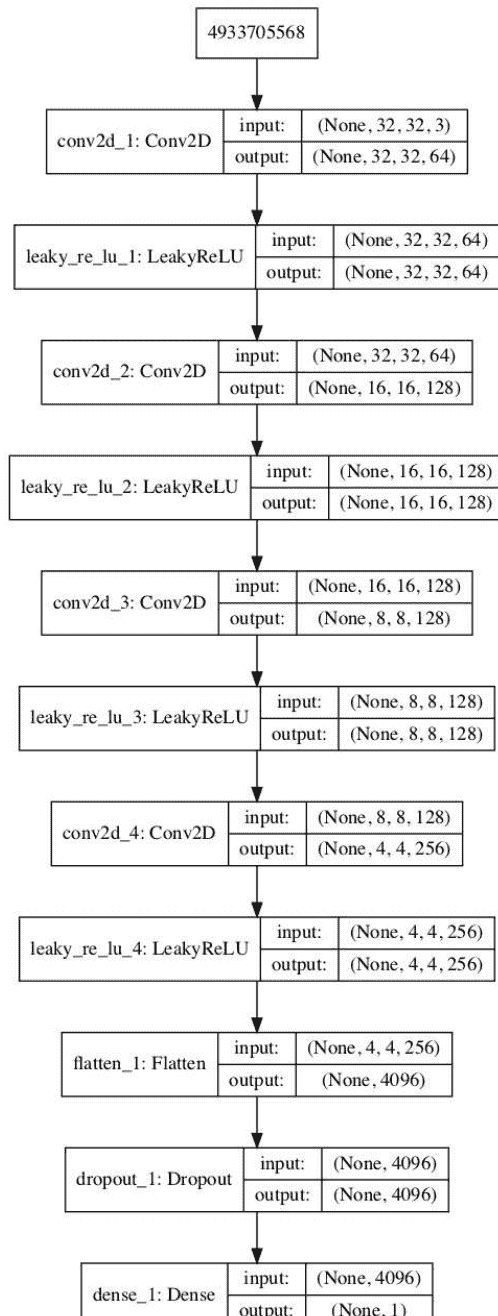 4933705568
conv2d_1: Conv2D
input: (None, 32, 32, 3)
output: (None, 32, 32, 64)
leaky_re_lu_1: LeakyReLU
input: (None, 32, 32, 64)
output: (None, 32, 32, 64)
conv2d_2: Conv2D
input: (None, 32, 32, 64)
output: (None, 16, 16, 128)
leaky_re_lu_2: LeakyReLU
input: (None, 16, 16, 128)
output: (None, 16, 16, 128)
conv2d_3: Conv2D
input: (None, 16, 16, 128)
output: (None, 8, 8, 128)
leaky_re_lu_3: LeakyReLU
input: (None, 8, 8, 128)
output: (None, 8, 8, 128)
conv2d_4: Conv2D
input: (None, 8, 8, 128)
output: (None, 4, 4, 256)
leaky_re_lu_4: LeakyReLU
input: (None, 4, 4, 256)
output: (None, 4, 4, 256)
flatten_1: Flatten
input: (None, 4, 4, 256)
output: (None, 4096)
dropout_1: Dropout
input: (None, 4096)
output: (None, 4096)
dense_1: Dense
input: (None, 4096)
output: (None, 1)